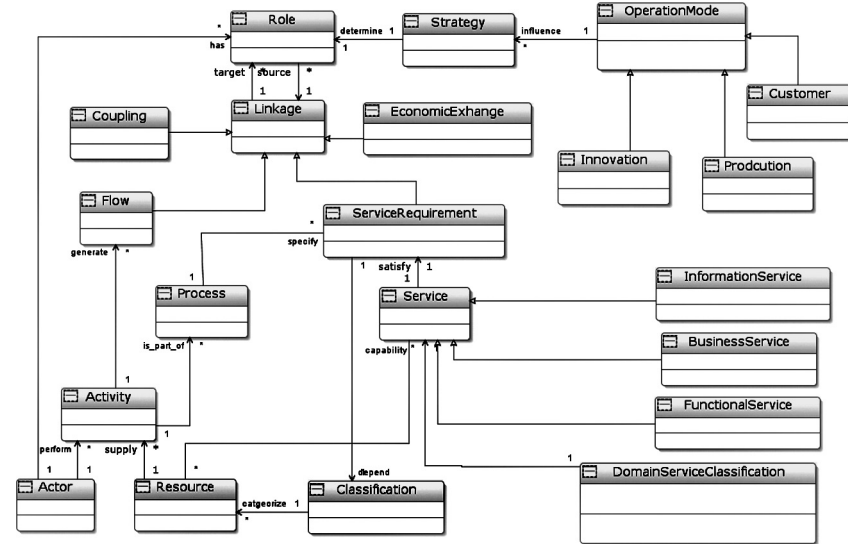 Role
Strategy
OperationMode
* has
determine 1
1
influence 1
*
target * source *
1 1
Customer
Coupling
Linkage
EconomicExhange
Innovation
Prodcution
Flow
ServiceRequirement
* specify
generate *
1
1 satisfy 1
1
Process
Service
InformationService
is_part_of *
capability *
BusinessService
1
Activity
1
FunctionalService
perform * supply *
1 1 1
*
depend
1
DomainServiceClassification
Actor
Resource
catgeorize 1
*
Classification